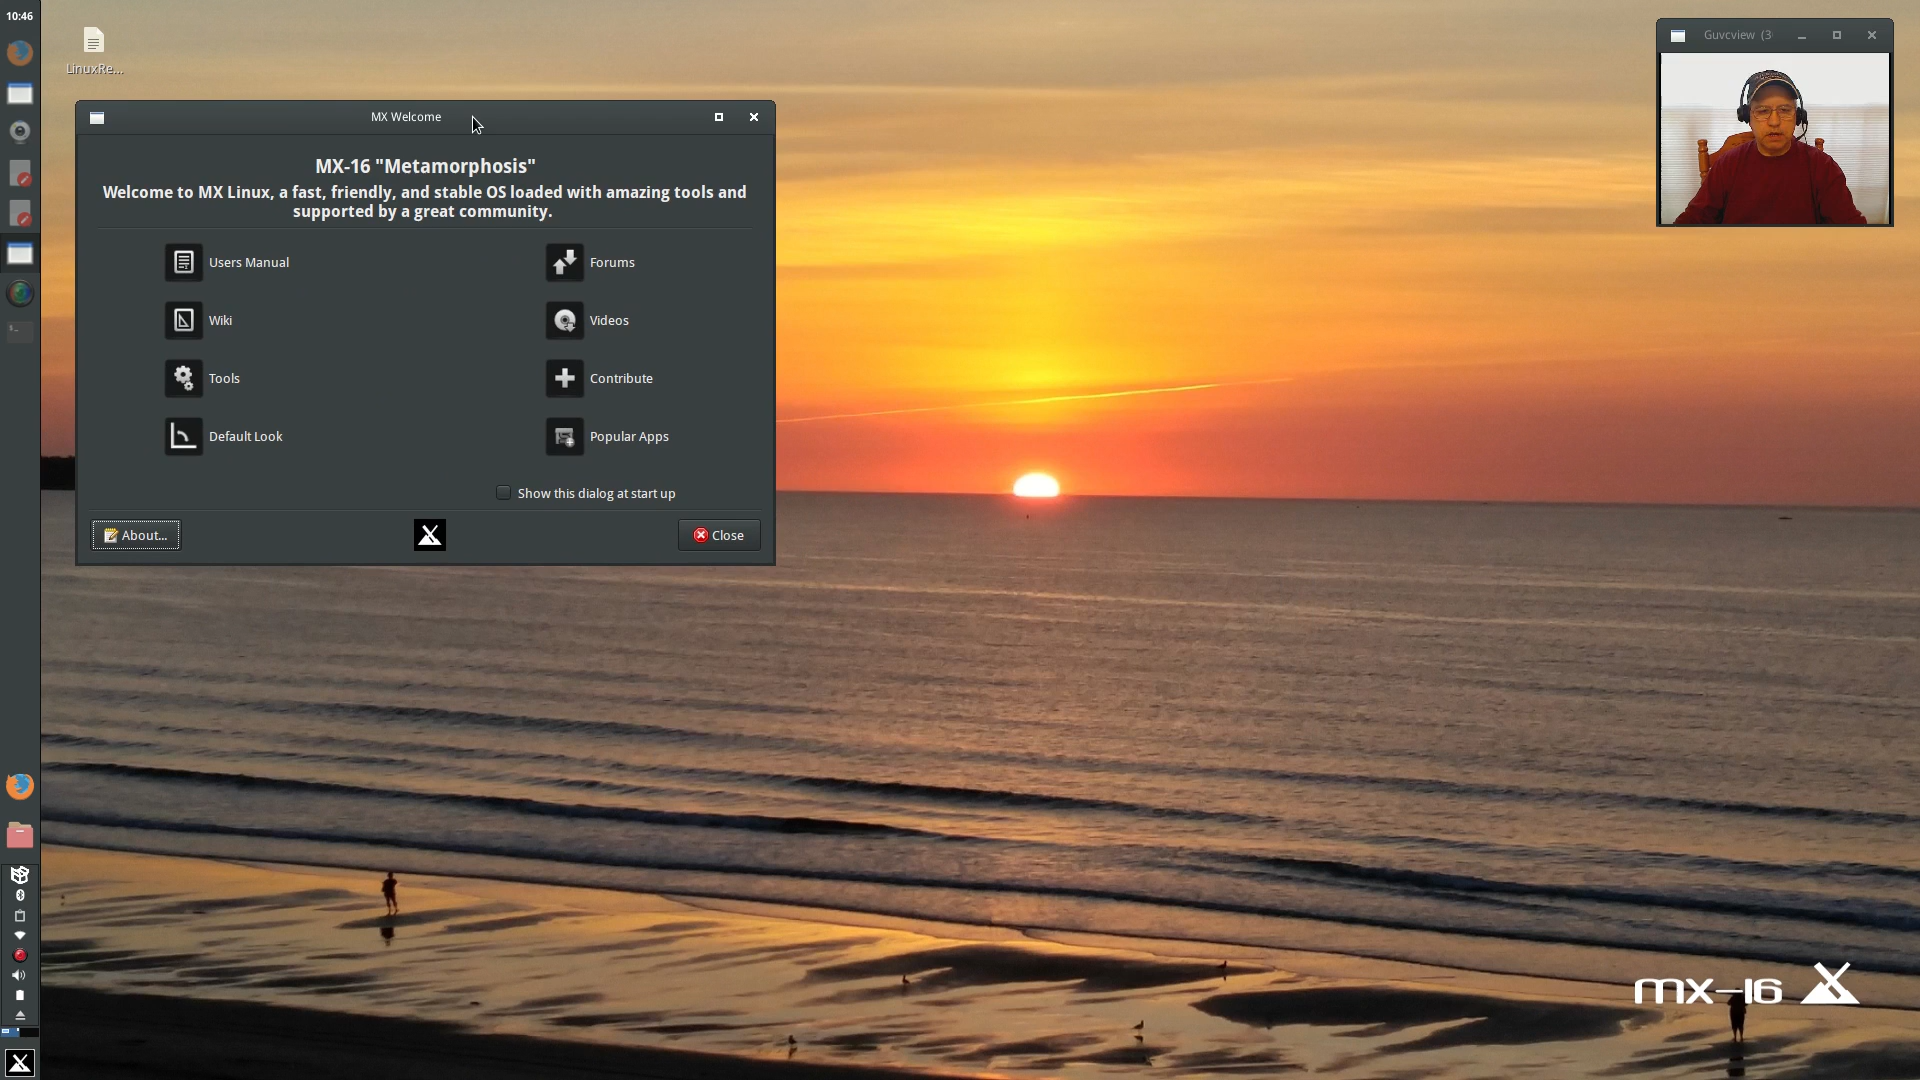 10:46
LinuxRe...
Guvcview (3
MX Welcome
MX-16 "Metamorphosis"
Welcome to MX Linux, a fast, friendly, and stable OS loaded with amazing tools and
supported by a great community.
Users Manual
Forums
Wiki
Videos
Tools
Contribute
Default Look
Popular Apps
Show this dialog at start up
About...
Close
mx-16